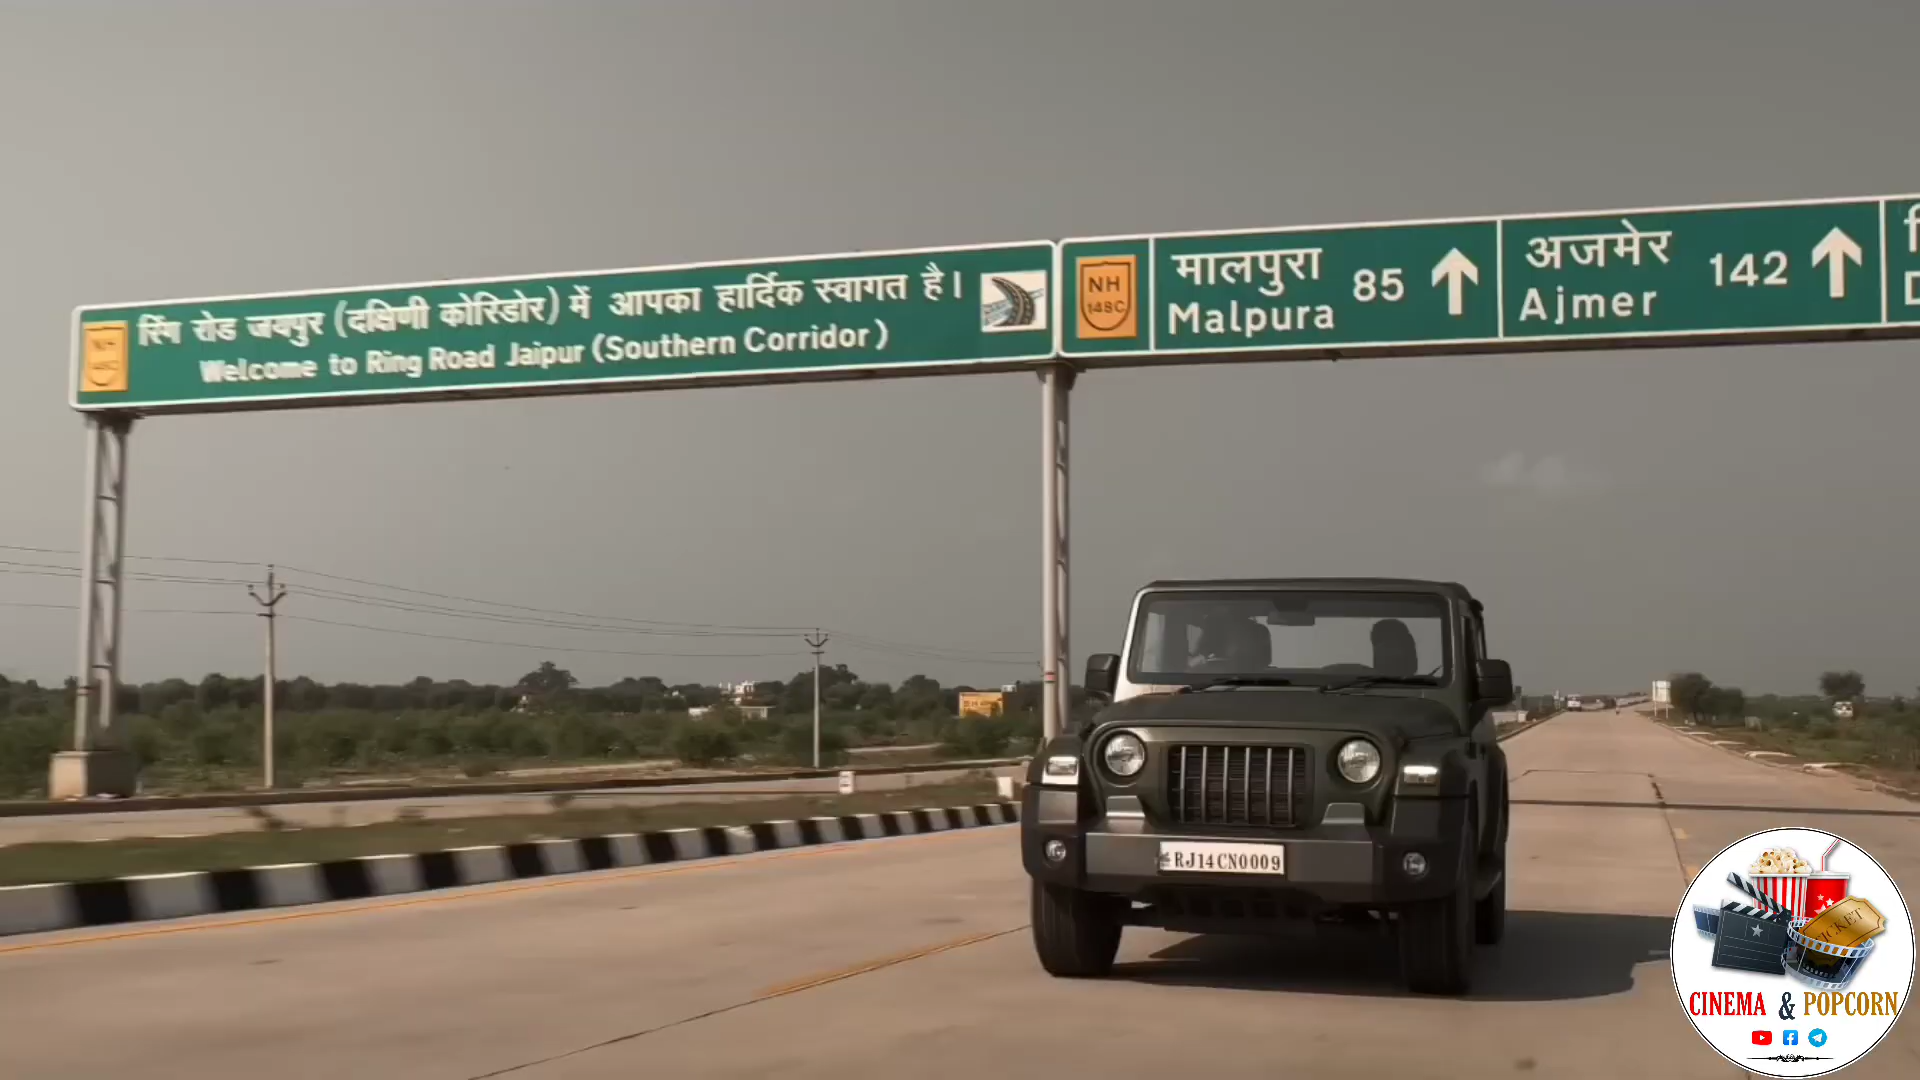 रिंग रोड जयपुर (दक्षिणी कोरिडोर) में आपका हार्दिक स्वागत है।
Welcome to Ring Road Jaipur (Southern Corridor)
NH
148C
मालपुरा 85
Malpura
अजमेर 142
Ajmer
RJ14CN0009
TICKET
CINEMA & POPCORN